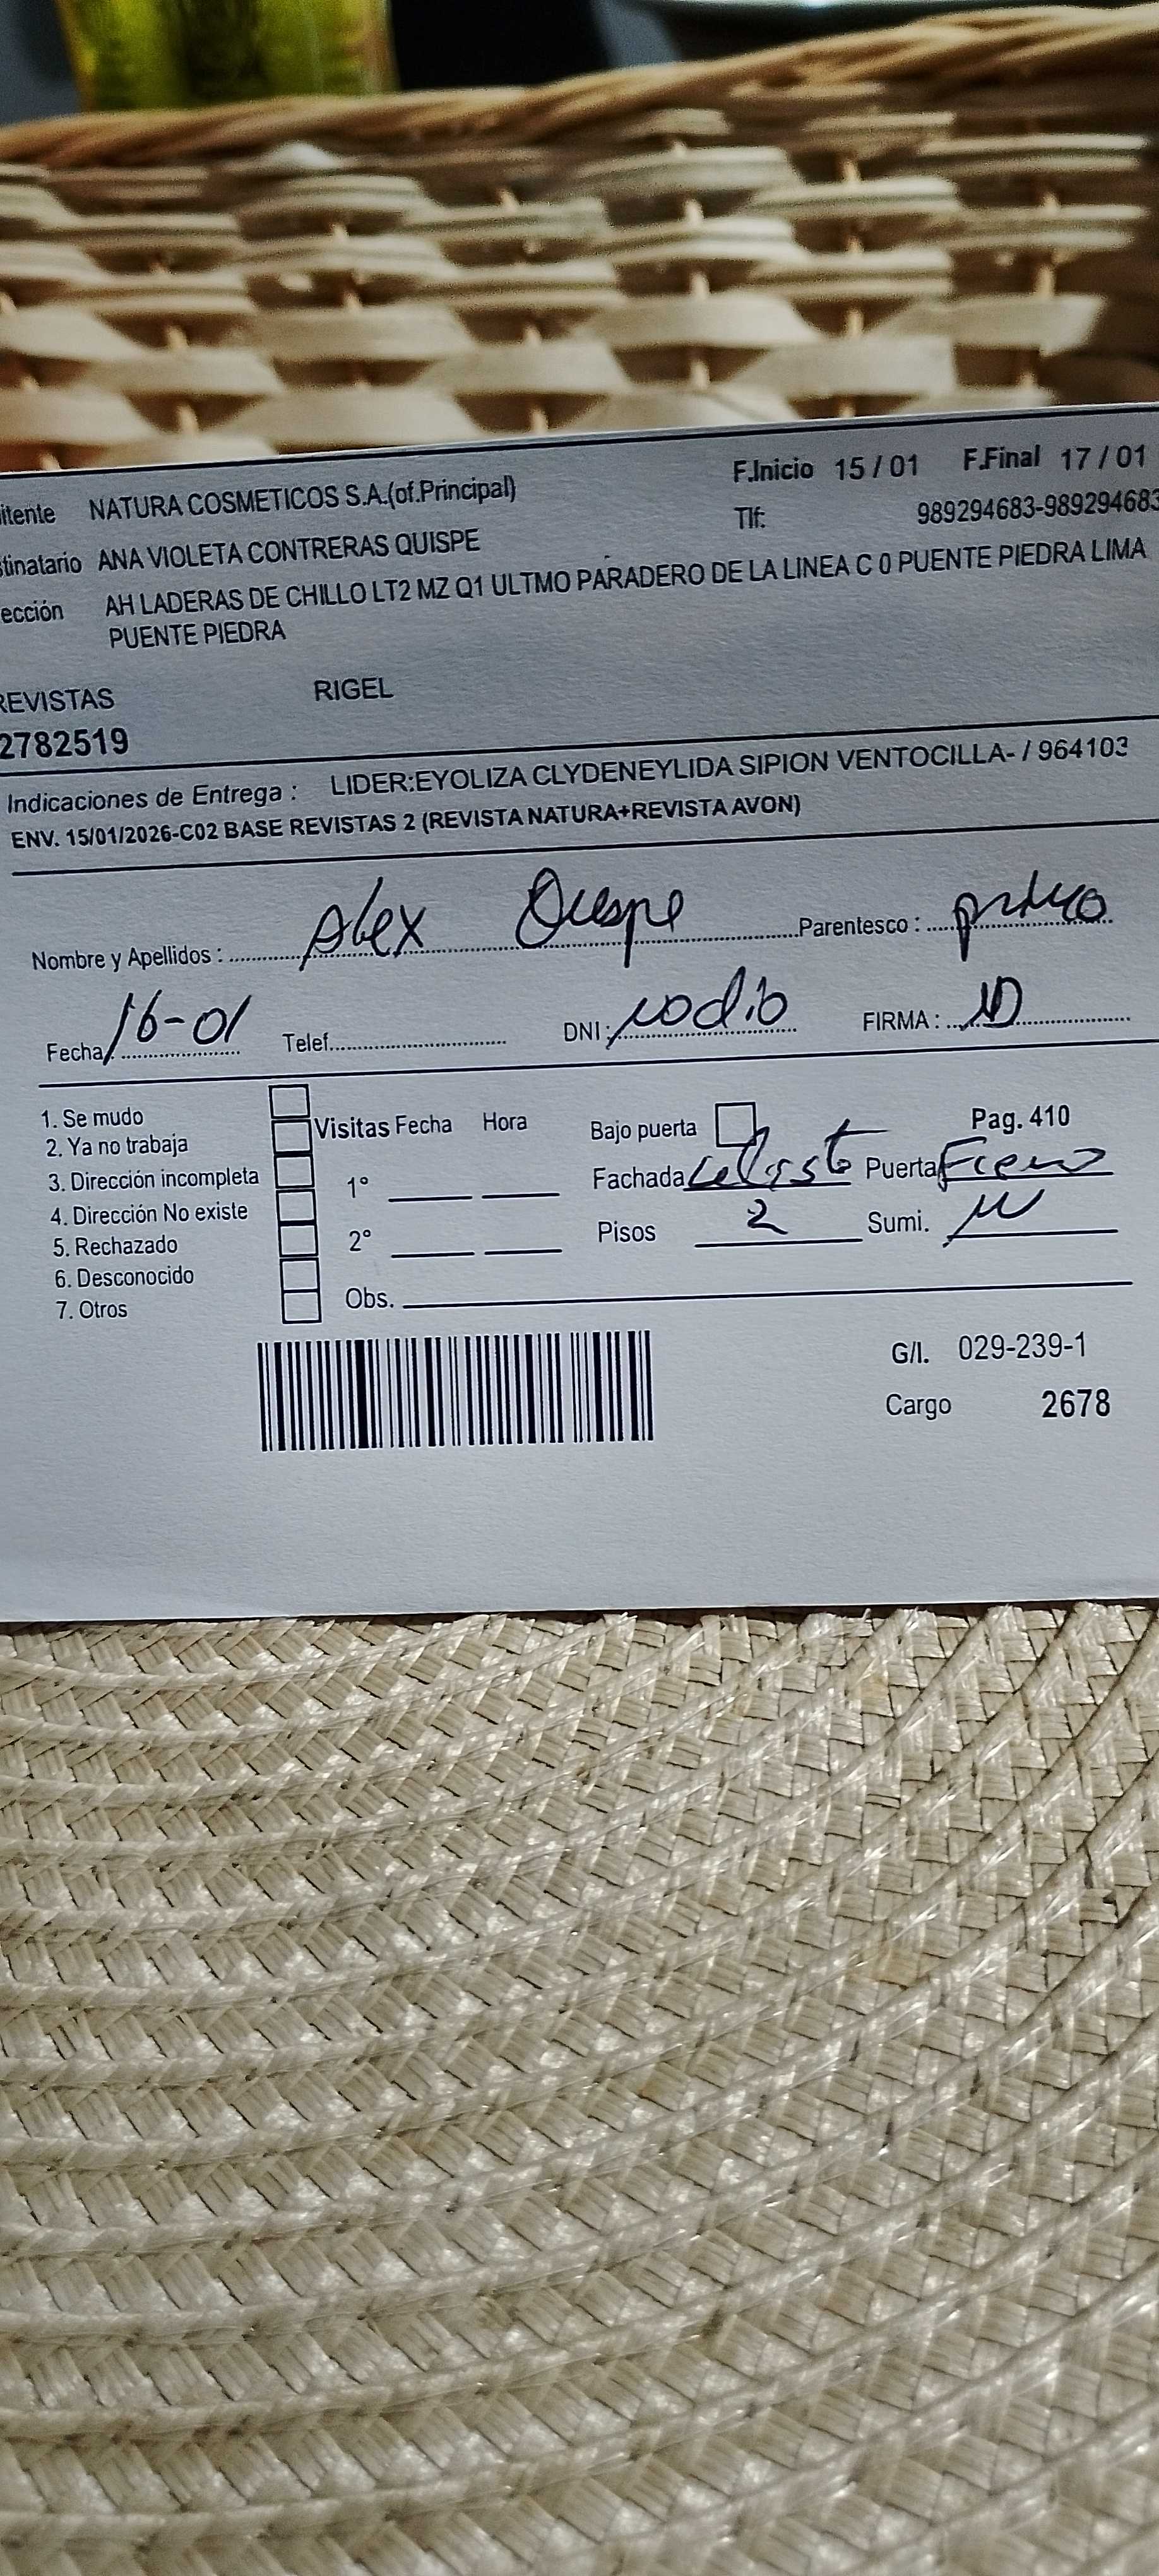 itente NATURA COSMETICOS S.A.(of.Principal) F.Inicio 15 / 01 F.Final 17 / 01
Tlf: 989294683-989294683
stinatario ANA VIOLETA CONTRERAS QUISPE
ección AH LADERAS DE CHILLO LT2 MZ Q1 ULTMO PARADERO DE LA LINEA C 0 PUENTE PIEDRA LIMA
PUENTE PIEDRA
REVISTAS RIGEL
2782519
Indicaciones de Entrega : LIDER:EYOLIZA CLYDENEYLIDA SIPION VENTOCILLA- / 964103
ENV. 15/01/2026-C02 BASE REVISTAS 2 (REVISTA NATURA+REVISTA AVON)
Nombre y Apellidos : Alex Quispe Parentesco : primo
Fecha 16-01 Telef. DNI: no dio FIRMA :
1. Se mudo
2. Ya no trabaja Visitas Fecha Hora Bajo puerta Pag. 410
3. Dirección incompleta 1° Fachada celeste Puerta Fierro
4. Dirección No existe
5. Rechazado 2° Pisos 2 Sumi.
6. Desconocido
7. Otros Obs.
G/I. 029-239-1
Cargo 2678